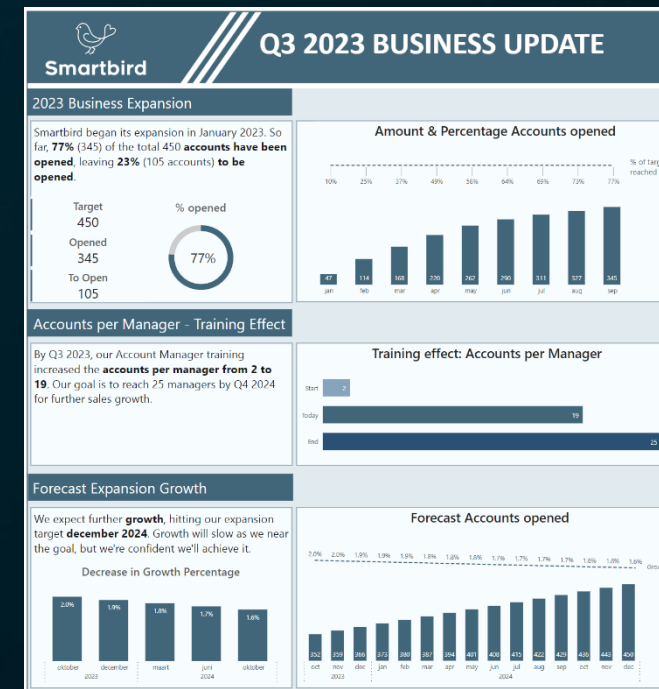 Smartbird
Q3 2023 BUSINESS UPDATE
2023 Business Expansion
Smartbird began its expansion in January 2023. So
far, 77% (345) of the total 450 accounts have been
opened, leaving 23% (105 accounts) to be
opened.
Target
450
Opened
345
To Open
105
% opened
77%
Amount & Percentage Accounts opened
% of targ
reached
10% 25% 37% 49% 58% 64% 69% 73% 77%
47 114 168 220 262 290 311 327 345
jan feb mar apr may jun jul aug sep
Accounts per Manager - Training Effect
By Q3 2023, our Account Manager training
increased the accounts per manager from 2 to
19. Our goal is to reach 25 managers by Q4 2024
for further sales growth.
Training effect: Accounts per Manager
Start 2
Today 19
End 25
Forecast Expansion Growth
We expect further growth, hitting our expansion
target december 2024. Growth will slow as we near
the goal, but we're confident we'll achieve it.
Decrease in Growth Percentage
2.0% 1.9% 1.8% 1.7% 1.6%
oktober december maart juni oktober
2023 2024
Forecast Accounts opened
2.0% 2.0% 1.9% 1.9% 1.9% 1.8% 1.8% 1.8% 1.7% 1.7% 1.7% 1.7% 1.6% 1.6% 1.6%
352 359 366 373 380 387 394 401 408 415 422 429 436 443 450
oct nov dec jan feb mar apr may jun jul aug sep oct nov dec
2023 2024